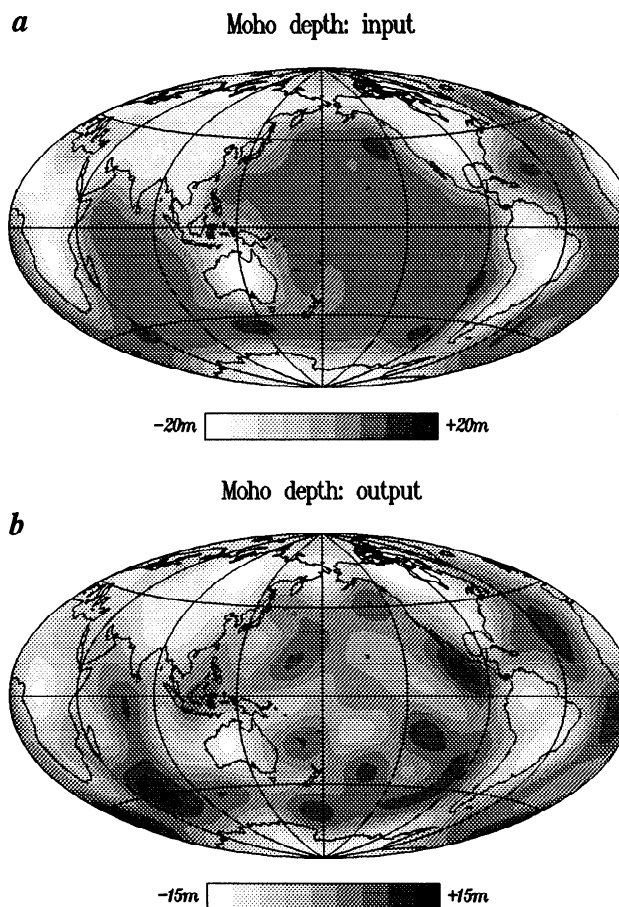 a
Moho depth: input
-20m +20m
Moho depth: output
b
-15m +15m